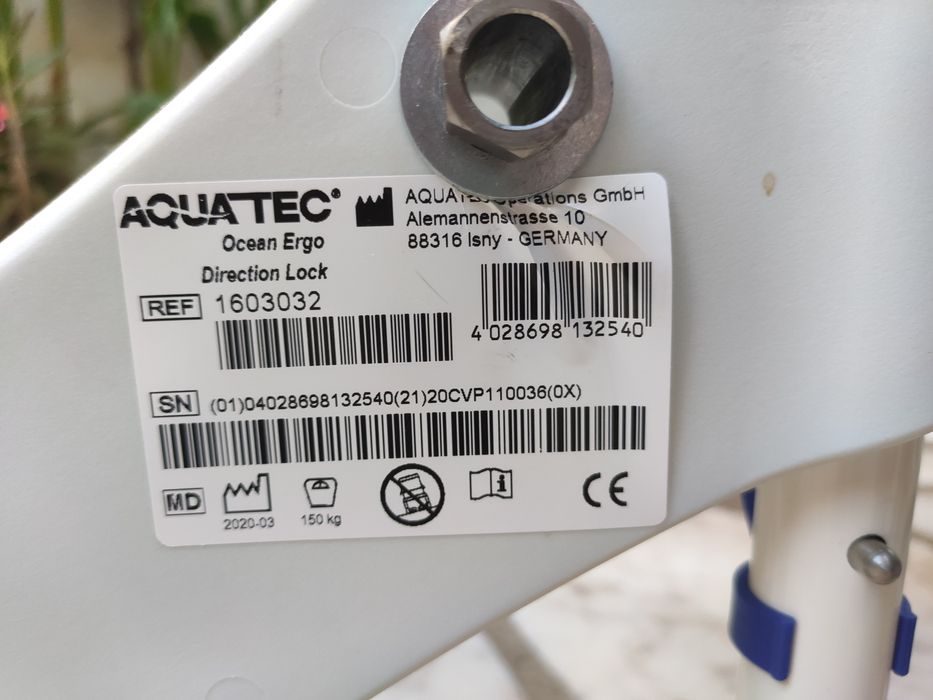 AQUATEC®
Ocean Ergo
Direction Lock
AQUATEC Operations GmbH
Alemannenstrasse 10
88316 Isny - GERMANY
REF 1603032
4 028698 132540
SN (01)04028698132540(21)20CVP110036(0X)
MD
2020-03
150 kg
i
CE